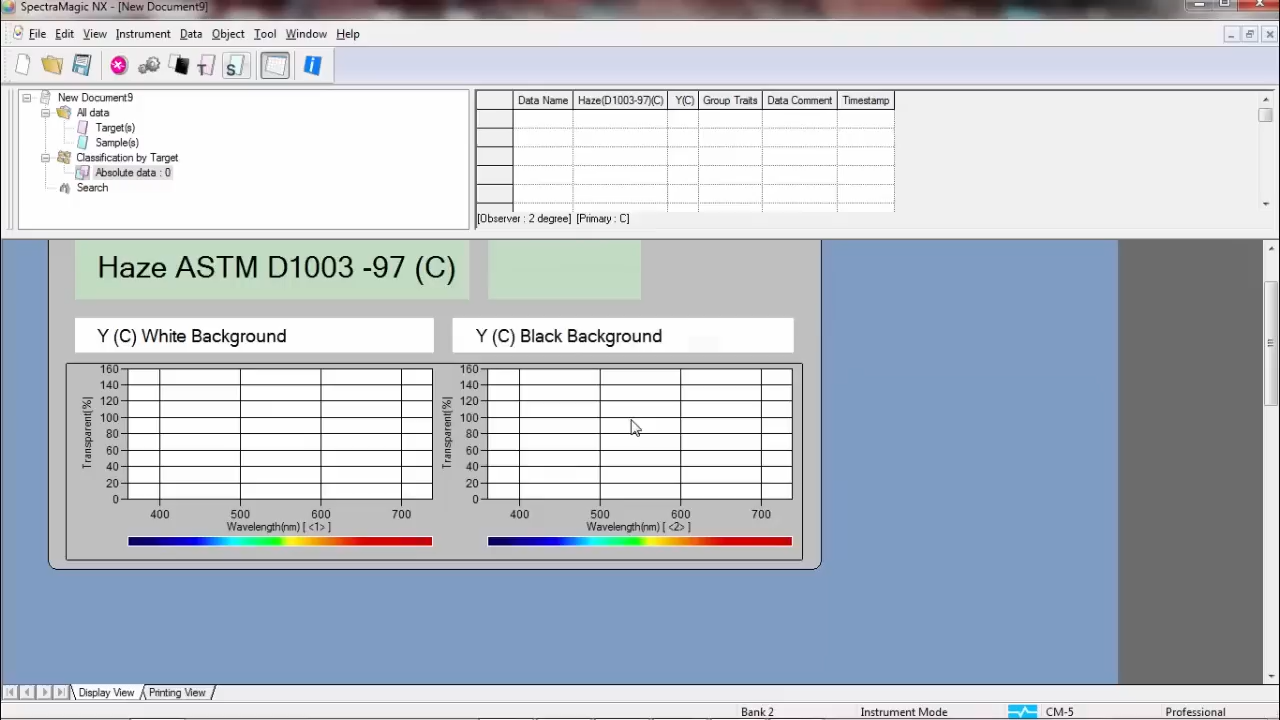 SpectraMagic NX - [New Document9]
File Edit View Instrument Data Object Tool Window Help
T S i
New Document9
All data
Target(s)
Sample(s)
Classification by Target
Absolute data : 0
Search
Data Name Haze(D1003-97)(C) Y(C) Group Traits Data Comment Timestamp
[Observer : 2 degree] [Primary : C]
Haze ASTM D1003 -97 (C)
Y (C) White Background
Y (C) Black Background
Transparent[%]
160
140
120
100
80
60
40
20
0
400 500 600 700
Wavelength(nm) [ <1> ]
Transparent[%]
160
140
120
100
80
60
40
20
0
400 500 600 700
Wavelength(nm) [ <2> ]
Display View Printing View
Bank 2 Instrument Mode CM-5 Professional